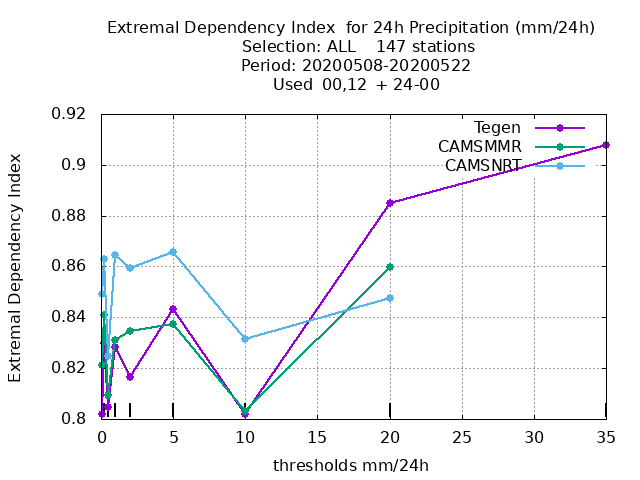 Extremal Dependency Index  for 24h Precipitation (mm/24h)
Selection: ALL    147 stations
Period: 20200508-20200522
Used  00,12  + 24-00
Extremal Dependency Index
0.92
0.9
0.88
0.86
0.84
0.82
0.8
Tegen
CAMSMMR
CAMSNRT
0 5 10 15 20 25 30 35
thresholds mm/24h